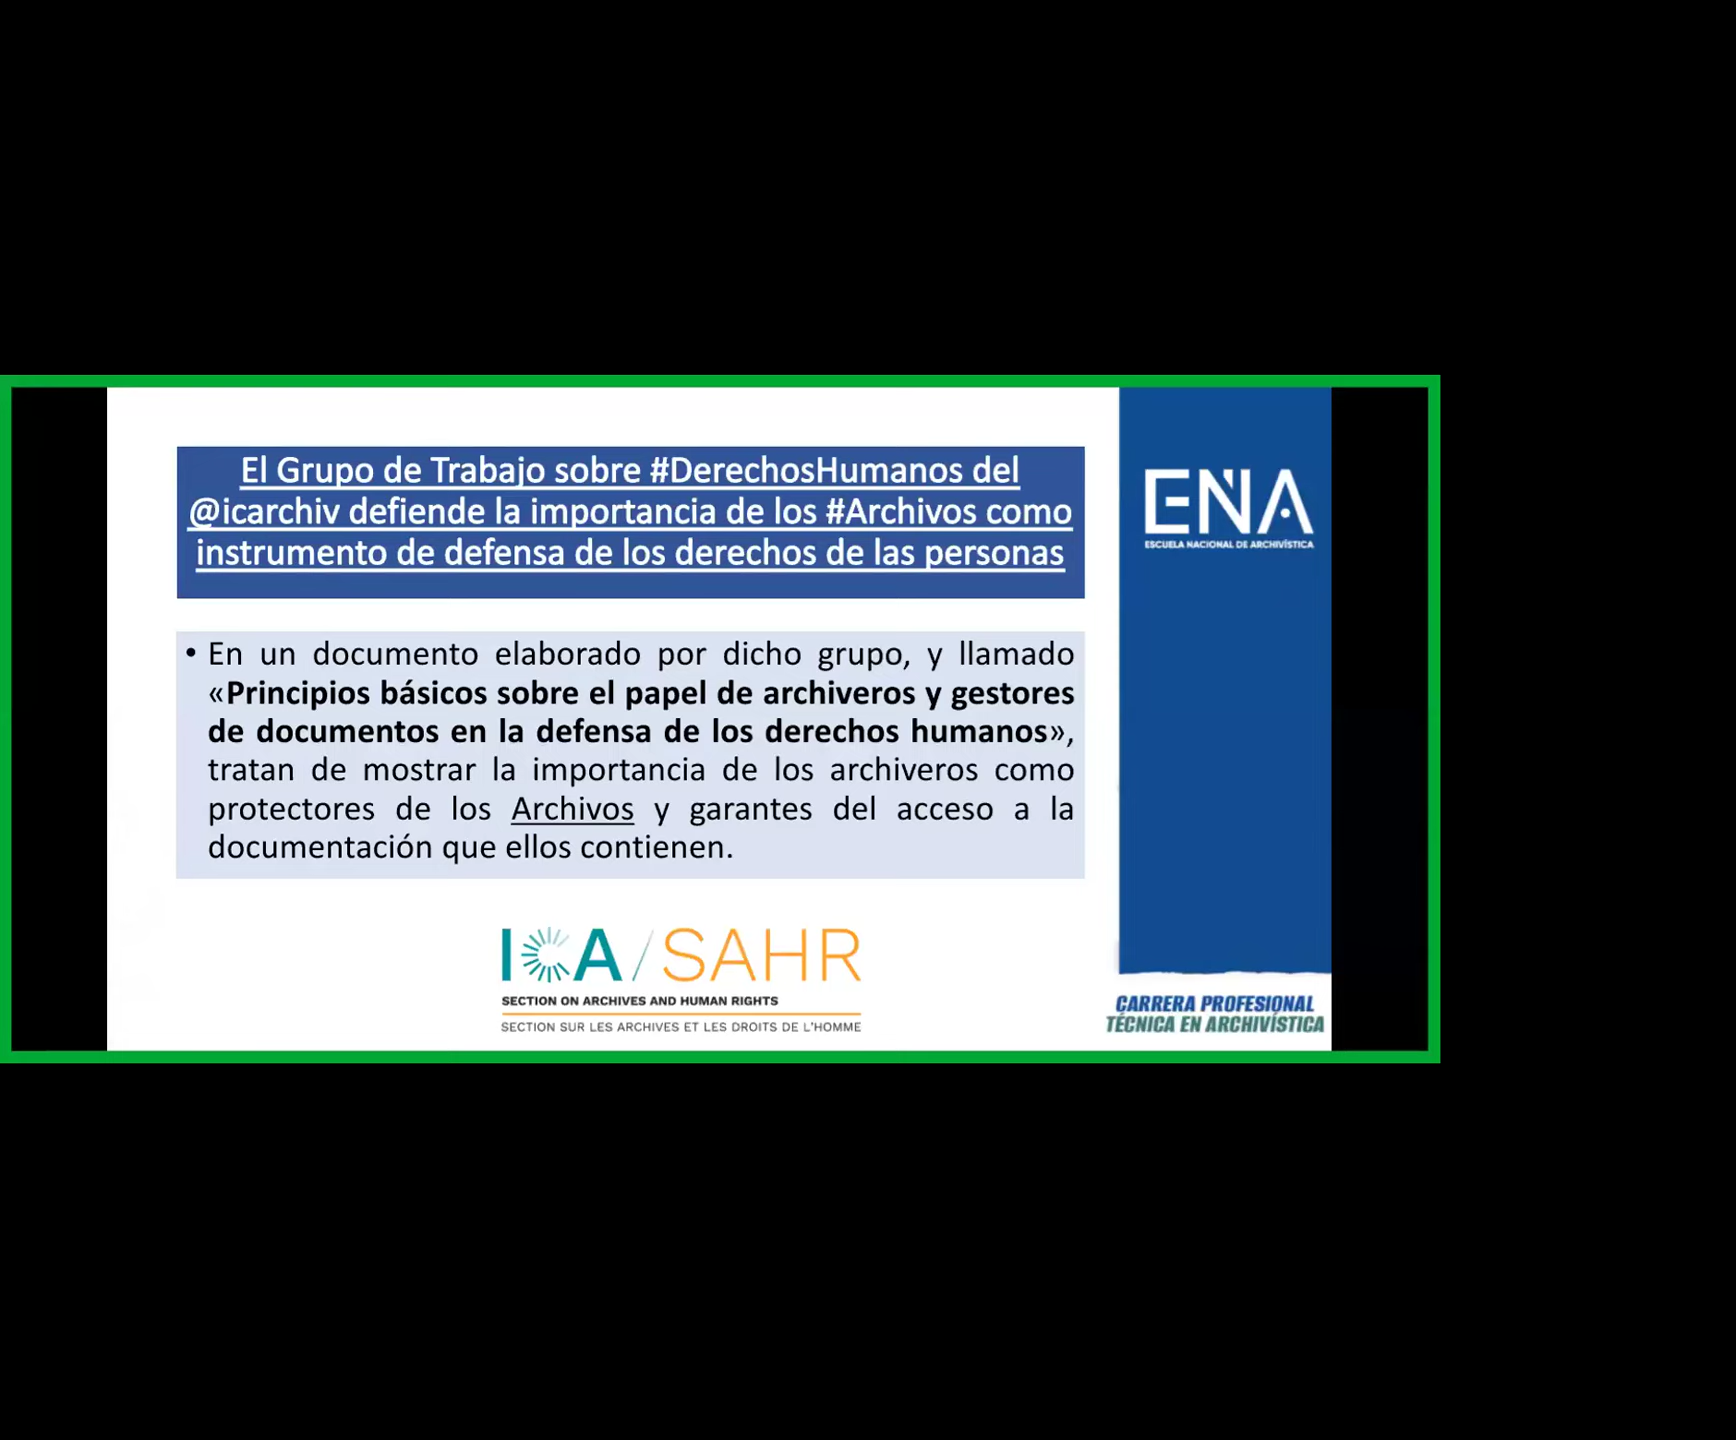 El Grupo de Trabajo sobre #DerechosHumanos del
@icarchiv defiende la importancia de los #Archivos como
instrumento de defensa de los derechos de las personas
• En un documento elaborado por dicho grupo, y llamado
«Principios básicos sobre el papel de archiveros y gestores
de documentos en la defensa de los derechos humanos»,
tratan de mostrar la importancia de los archiveros como
protectores de los Archivos y garantes del acceso a la
documentación que ellos contienen.
ICA/SAHR
SECTION ON ARCHIVES AND HUMAN RIGHTS
SECTION SUR LES ARCHIVES ET LES DROITS DE L'HOMME
ENA
ESCUELA NACIONAL DE ARCHIVÍSTICA
CARRERA PROFESIONAL
TÉCNICA EN ARCHIVÍSTICA